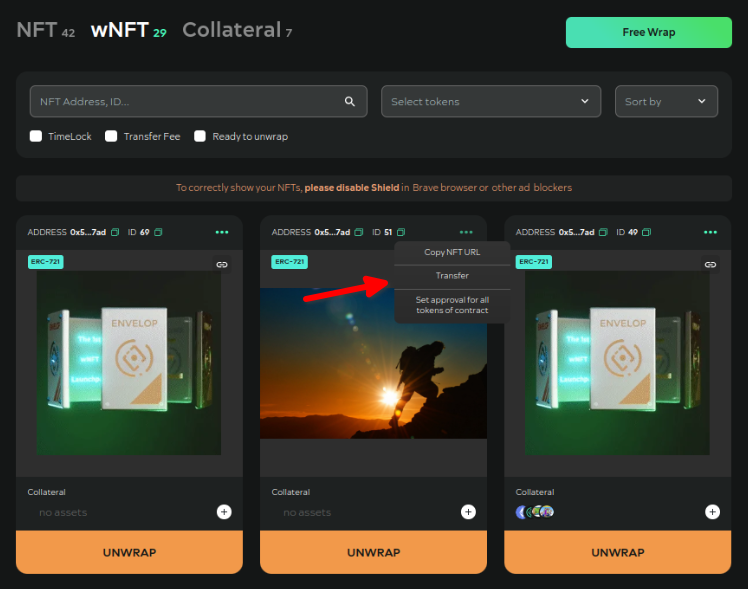 NFT 42 wNFT 29 Collateral 7
Free Wrap
NFT Address, ID...
Select tokens
Sort by
TimeLock Transfer Fee Ready to unwrap
To correctly show your NFTs, please disable Shield in Brave browser or other ad blockers
ADDRESS 0x5...7ad ID 69
ERC-721
ENVELOP
wNFT
Collateral
no assets
UNWRAP
ADDRESS 0x5...7ad ID 51
Copy NFT URL
Transfer
Set approval for all
tokens of contract
ERC-721
Collateral
no assets
UNWRAP
ADDRESS 0x5...7ad ID 49
ERC-721
ENVELOP
wNFT
Collateral
UNWRAP